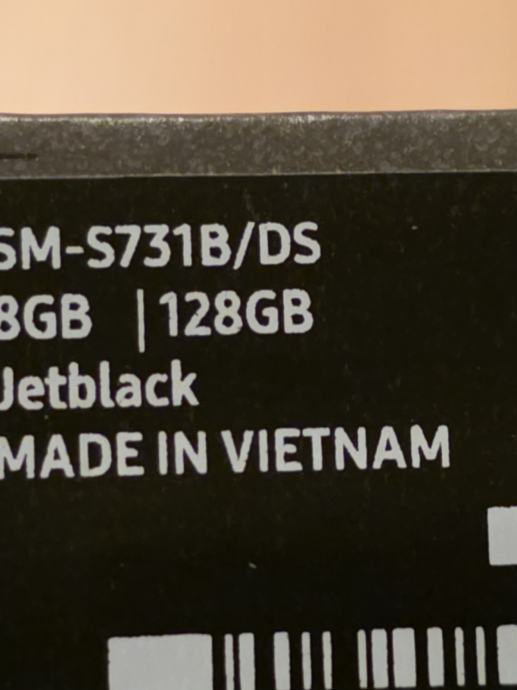 SM-S731B/DS
8GB | 128GB
Jetblack
MADE IN VIETNAM